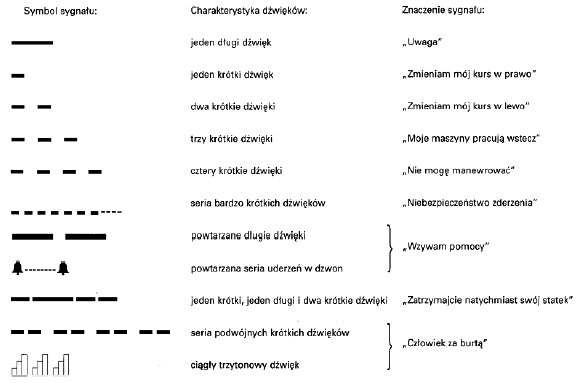 Symbol sygnału: Charakterystyka dźwięków: Znaczenie sygnału:
jeden długi dźwięk „Uwaga”
jeden krótki dźwięk „Zmieniam mój kurs w prawo”
dwa krótkie dźwięki „Zmieniam mój kurs w lewo”
trzy krótkie dźwięki „Moje maszyny pracują wstecz”
cztery krótkie dźwięki „Nie mogę manewrować”
seria bardzo krótkich dźwięków „Niebezpieczeństwo zderzenia”
powtarzane długie dźwięki
„Wzywam pomocy”
powtarzana seria uderzeń w dzwon
jeden krótki, jeden długi i dwa krótkie dźwięki „Zatrzymajcie natychmiast swój statek”
seria podwójnych krótkich dźwięków
„Człowiek za burtą”
ciągły trzytonowy dźwięk